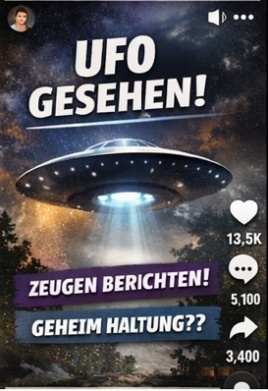 UFO
GESEHEN!
ZEUGEN BERICHTEN!
GEHEIM HALTUNG??
13,5K
5,100
3,400